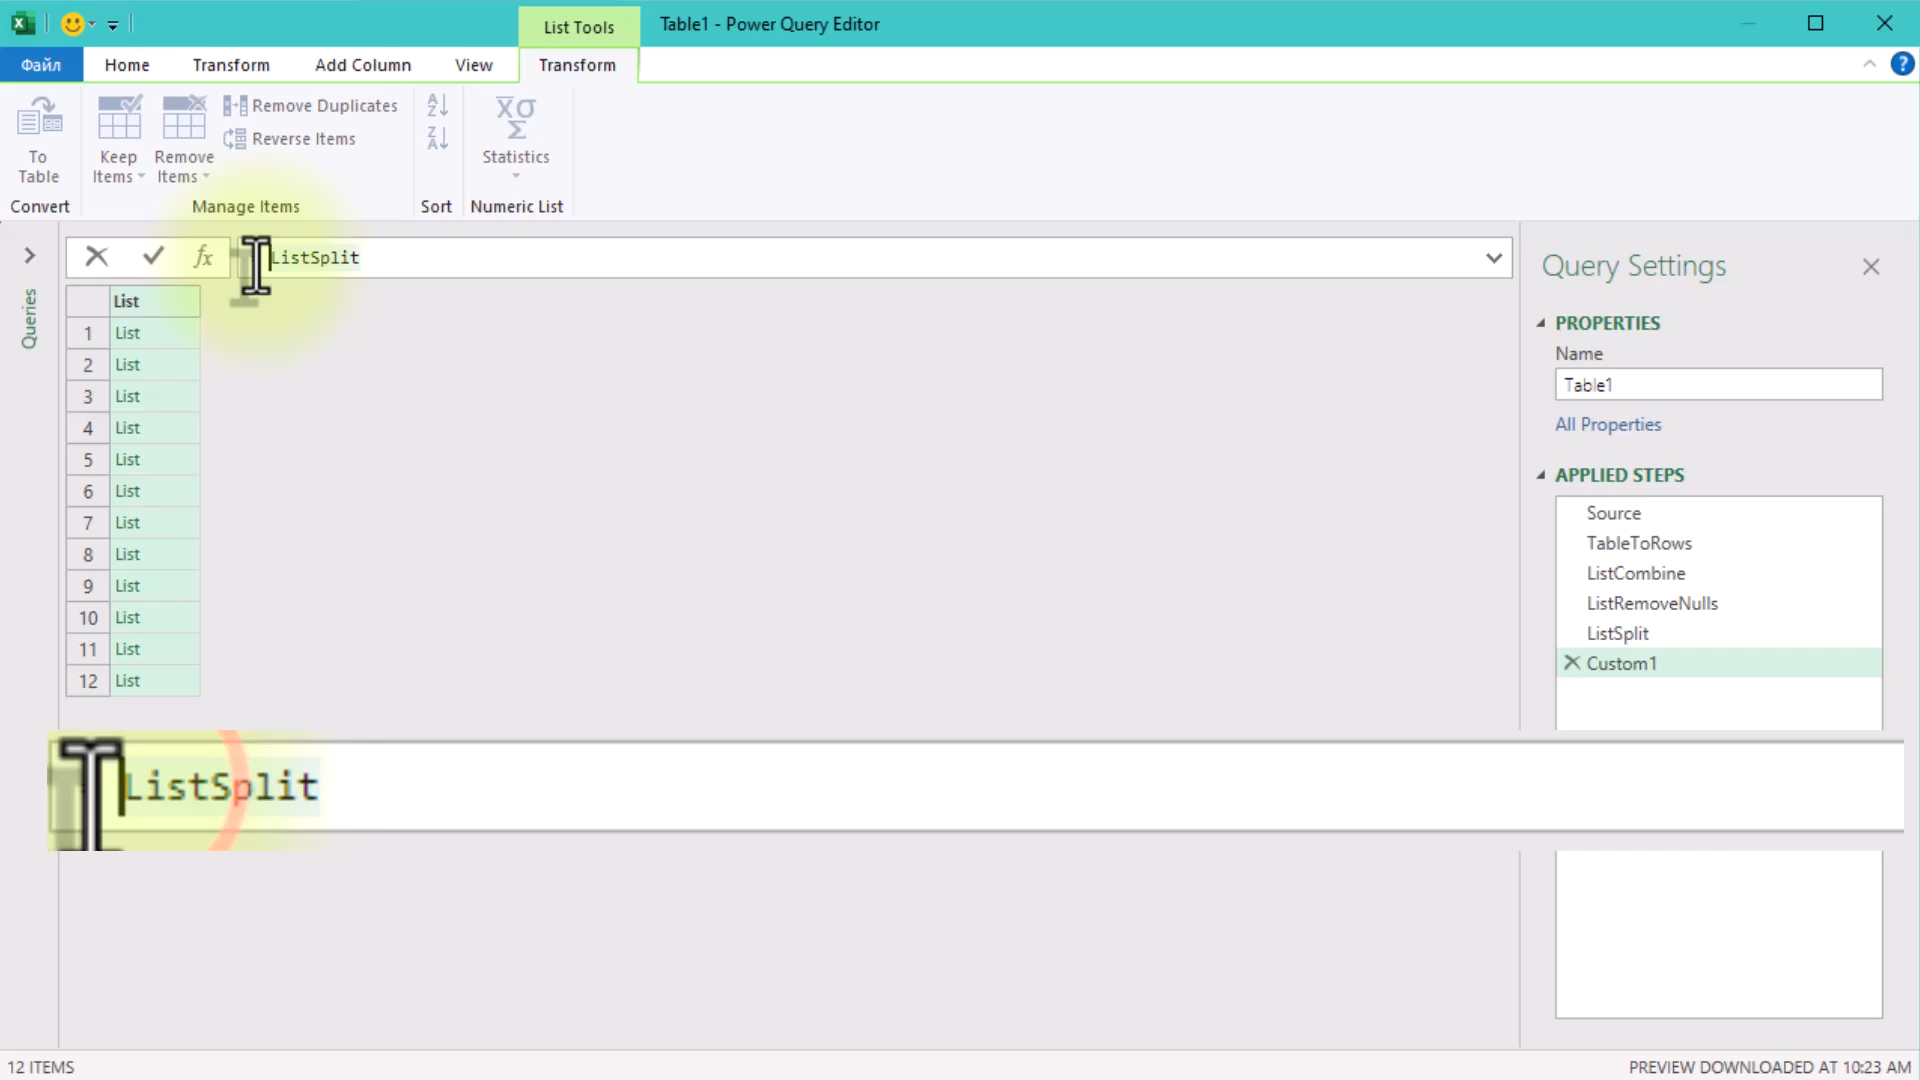 List Tools
Table1 - Power Query Editor
Файл
Home
Transform
Add Column
View
Transform
?
To Table
Keep Items
Remove Items
Remove Duplicates
Reverse Items
A
Z
Z
A
X̅σ
Σ
Statistics
Convert
Manage Items
Sort
Numeric List
fx
ListSplit
Queries
List
1 List
2 List
3 List
4 List
5 List
6 List
7 List
8 List
9 List
10 List
11 List
12 List
Query Settings
PROPERTIES
Name
Table1
All Properties
APPLIED STEPS
Source
TableToRows
ListCombine
ListRemoveNulls
ListSplit
Custom1
ListSplit
12 ITEMS
PREVIEW DOWNLOADED AT 10:23 AM